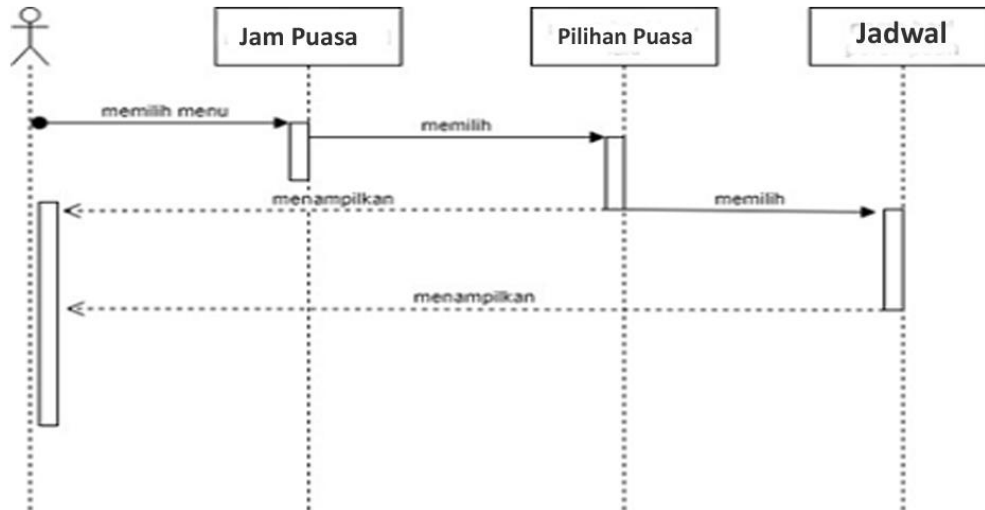 Jam Puasa
Pilihan Puasa
Jadwal
memilih menu
memilih
menampilkan
memilih
menampilkan